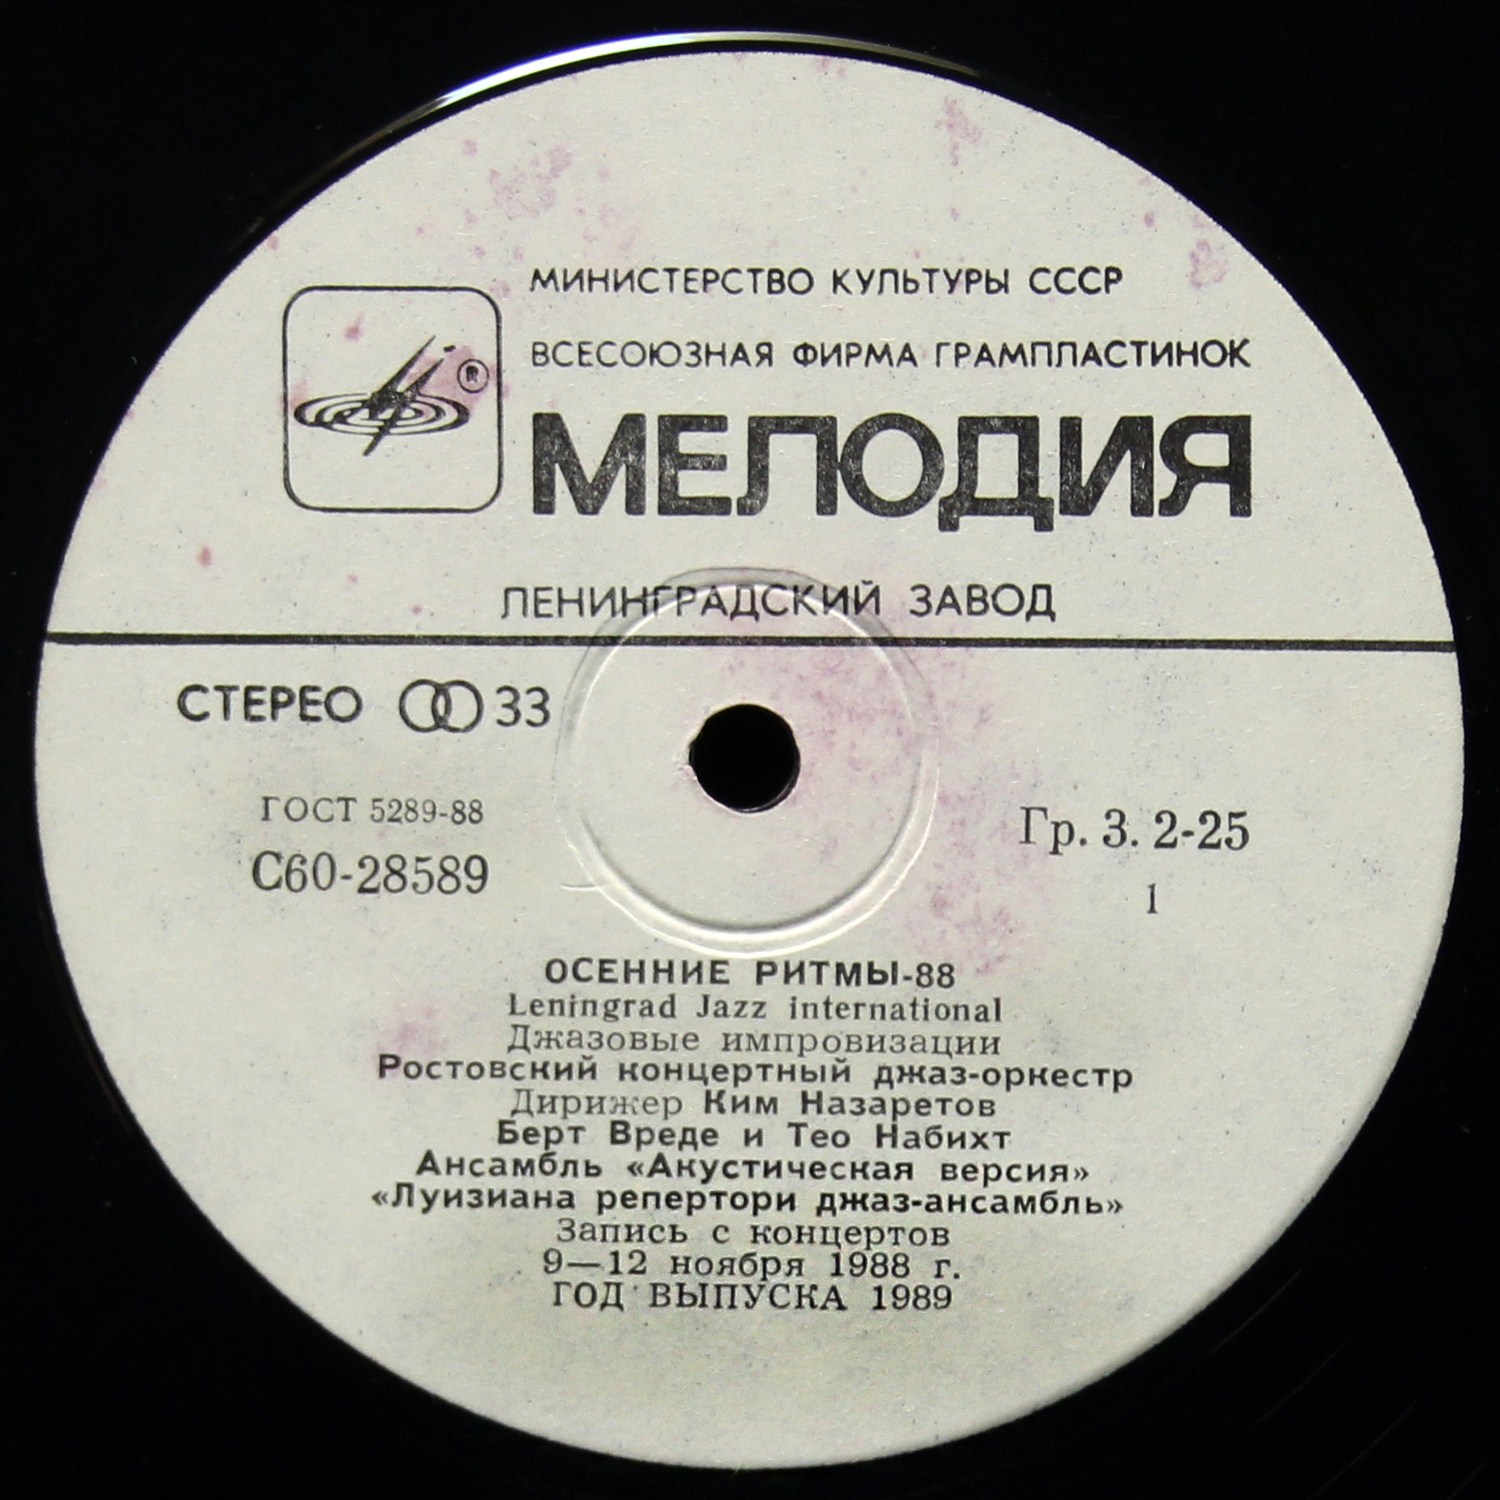 МИНИСТЕРСТВО КУЛЬТУРЫ СССР
ВСЕСОЮЗНАЯ ФИРМА ГРАМПЛАСТИНОК
®
МЕЛОДИЯ
ЛЕНИНГРАДСКИЙ ЗАВОД
СТЕРЕО 33
ГОСТ 5289-88
С60-28589
Гр. 3. 2-25
1
ОСЕННИЕ РИТМЫ-88
Leningrad Jazz international
Джазовые импровизации
Ростовский концертный джаз-оркестр
Дирижер Ким Назаретов
Берт Вреде и Тео Набихт
Ансамбль «Акустическая версия»
«Луизиана репертори джаз-ансамбль»
Запись с концертов
9—12 ноября 1988 г.
ГОД ВЫПУСКА 1989